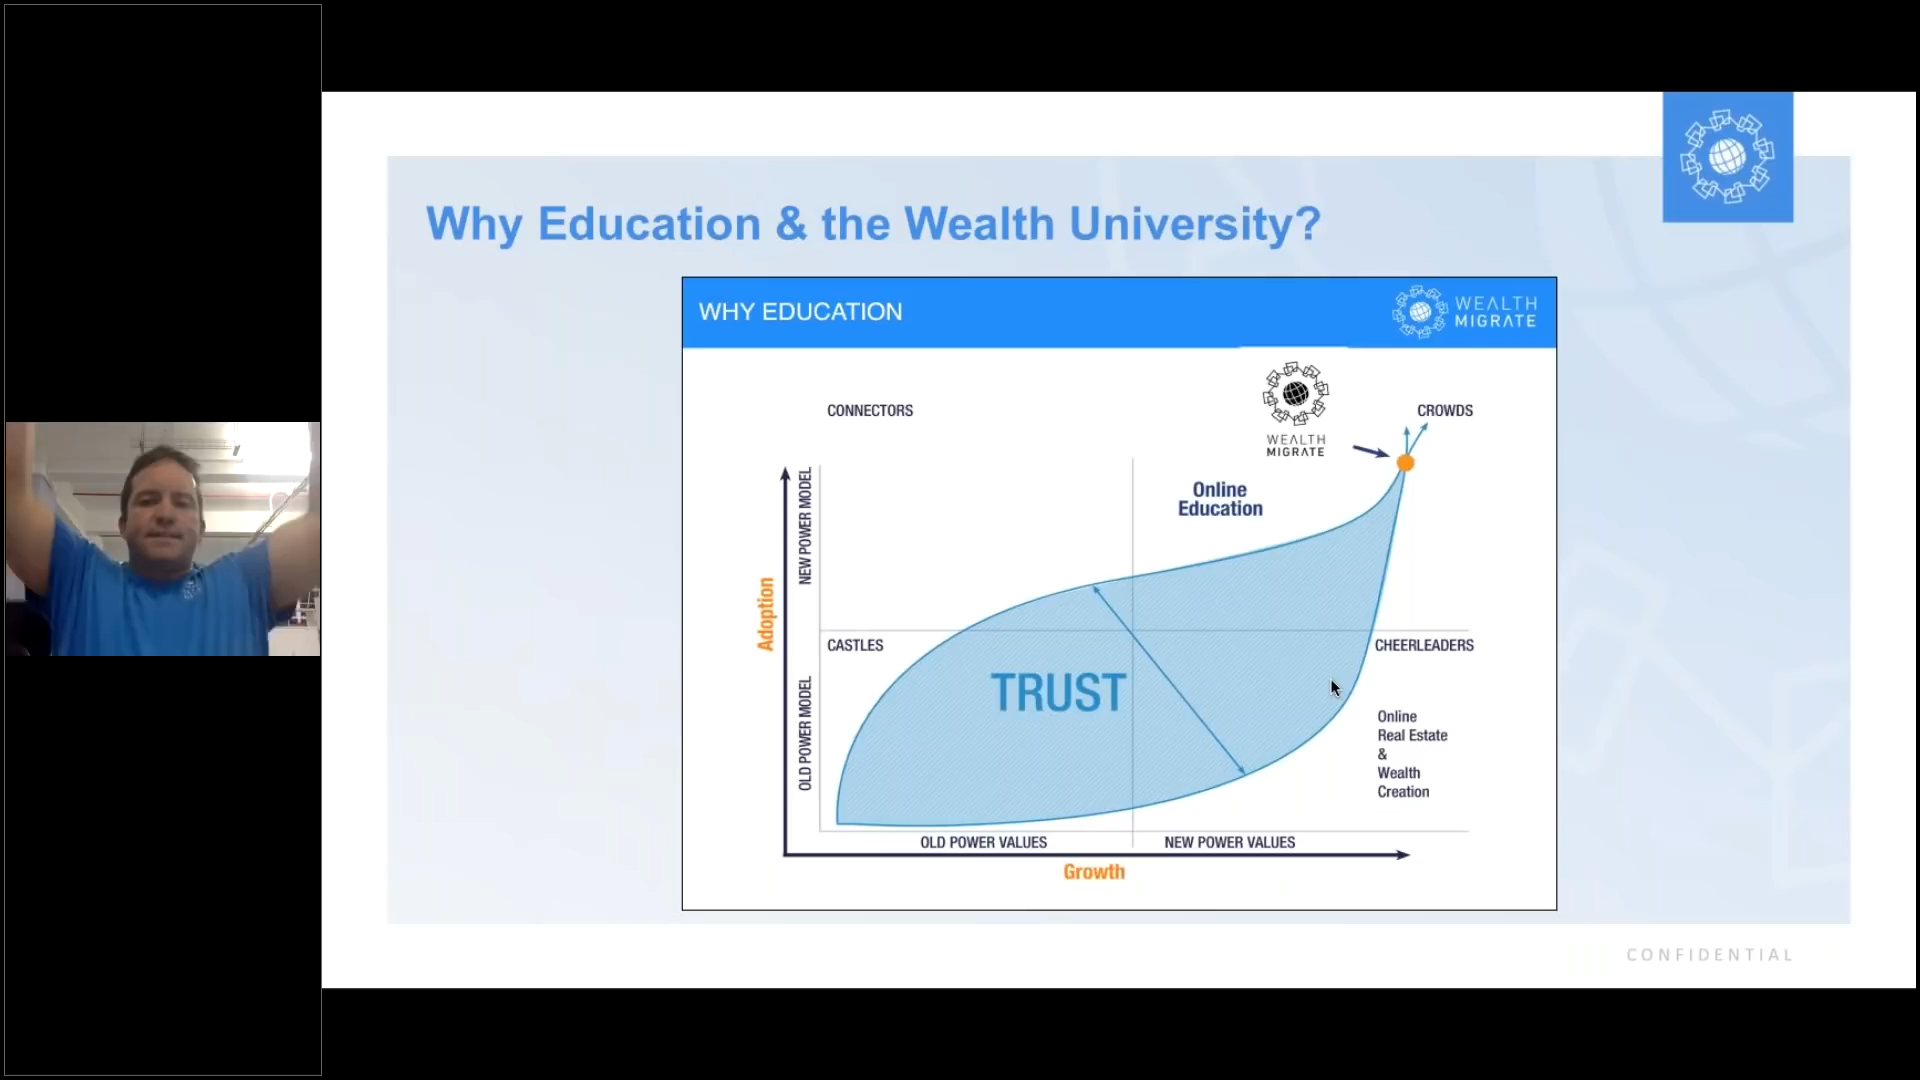 Why Education & the Wealth University?
WHY EDUCATION
WEALTH
MIGRATE
CONNECTORS
WEALTH
MIGRATE
CROWDS
Online
Education
NEW POWER MODEL
Adoption
CASTLES
CHEERLEADERS
TRUST
OLD POWER MODEL
Online
Real Estate
&
Wealth
Creation
OLD POWER VALUES
NEW POWER VALUES
Growth
CONFIDENTIAL